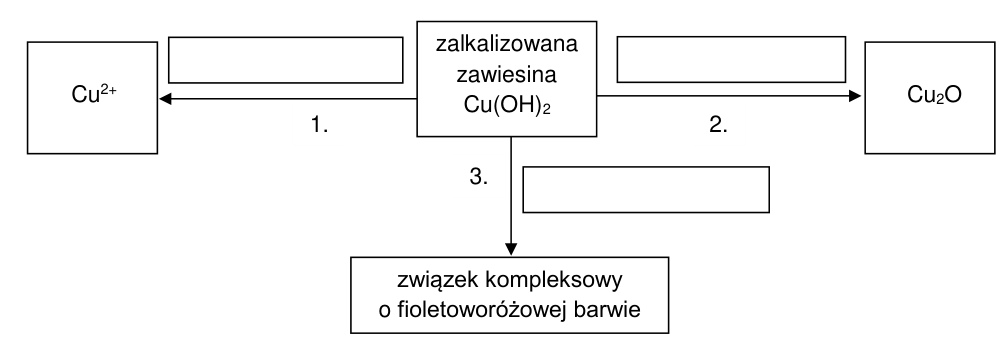 zalkalizowana
zawiesina
Cu(OH)₂
Cu²⁺
Cu₂O
1.
2.
3.
związek kompleksowy
o fioletoworóżowej barwie